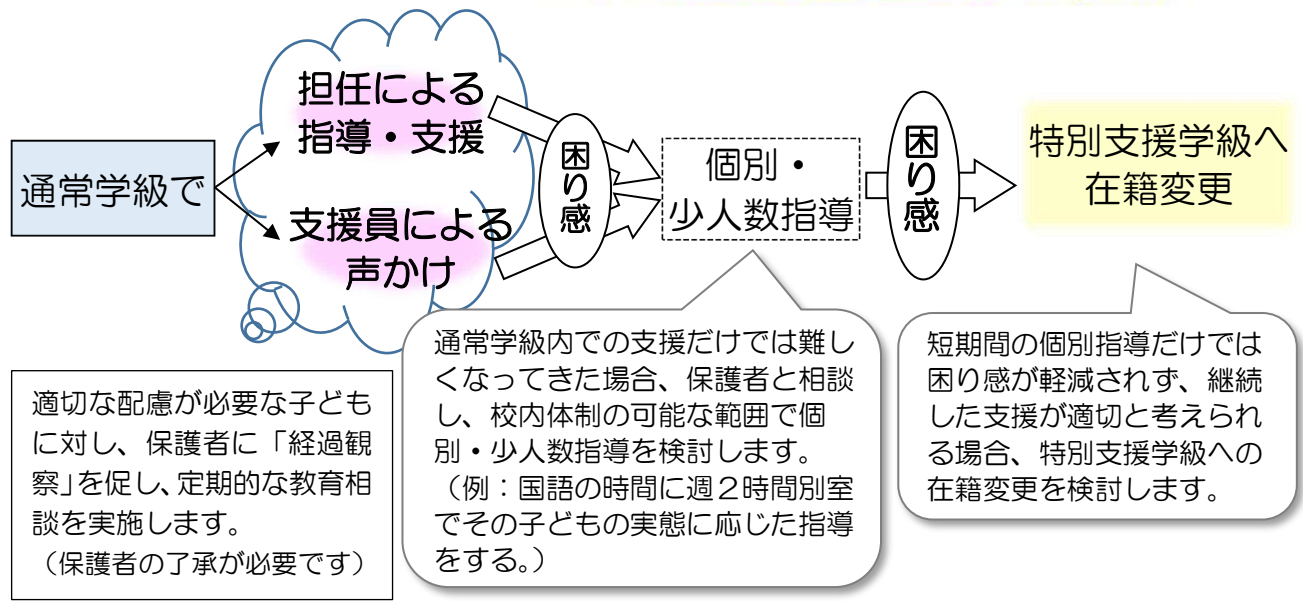 通常学級で
担任による
指導・支援
支援員による
声かけ
困り感
個別・
少人数指導
困り感
特別支援学級へ
在籍変更
適切な配慮が必要な子ども
に対し、保護者に「経過観
察」を促し、定期的な教育相
談を実施します。
（保護者の了承が必要です）
通常学級内での支援だけでは難し
くなってきた場合、保護者と相談
し、校内体制の可能な範囲で個
別・少人数指導を検討します。
（例：国語の時間に週２時間別室
でその子どもの実態に応じた指導
をする。）
短期間の個別指導だけでは
困り感が軽減されず、継続
した支援が適切と考えられ
る場合、特別支援学級への
在籍変更を検討します。